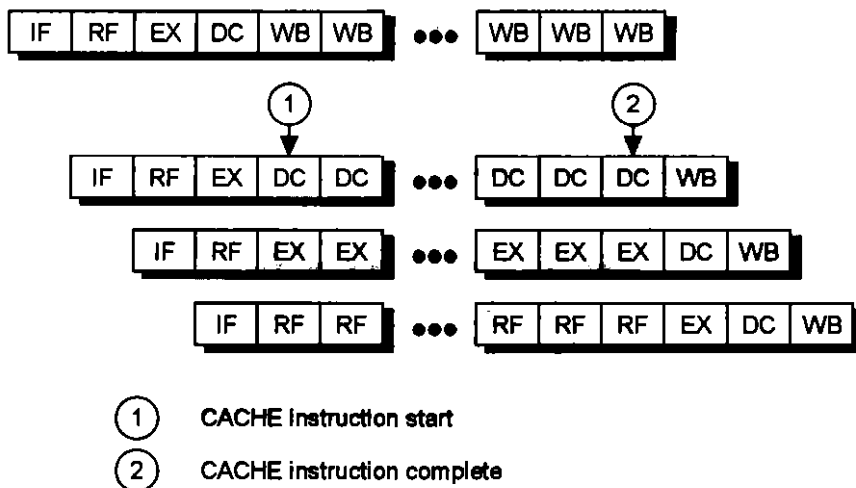 IF RF EX DC WB WB ●●● WB WB WB
1 2
IF RF EX DC DC ●●● DC DC DC WB
IF RF EX EX ●●● EX EX EX DC WB
IF RF RF ●●● RF RF RF EX DC WB
1 CACHE instruction start
2 CACHE instruction complete